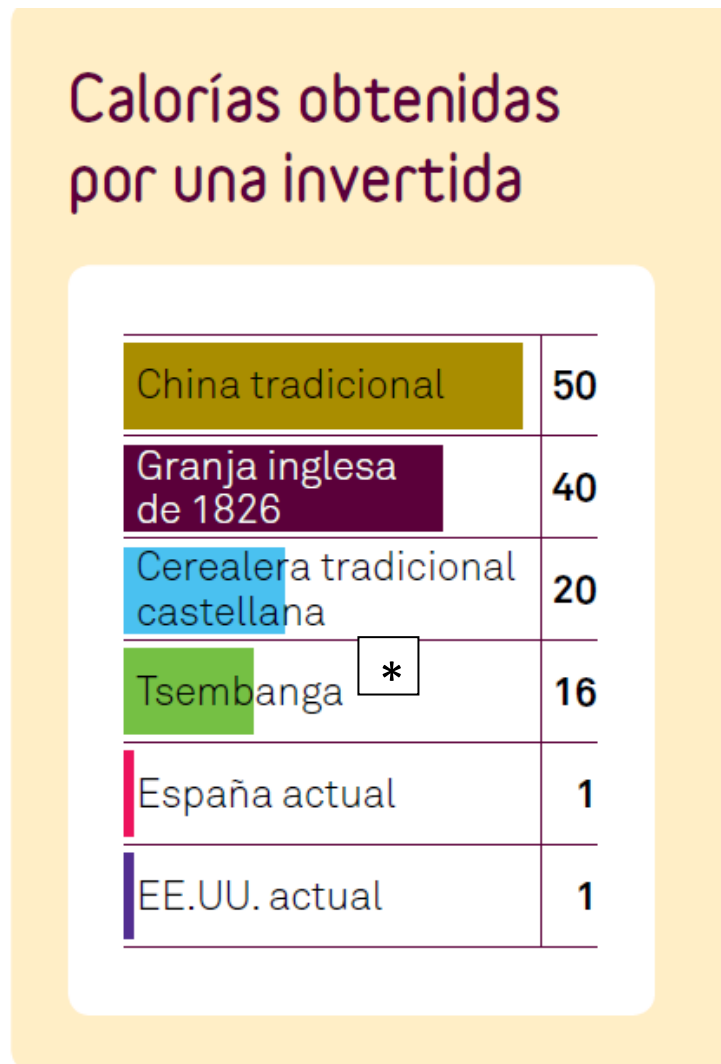 Calorías obtenidas
por una invertida
China tradicional 50
Granja inglesa
de 1826 40
Cerealera tradicional
castellana 20
Tsembanga * 16
España actual 1
EE.UU. actual 1